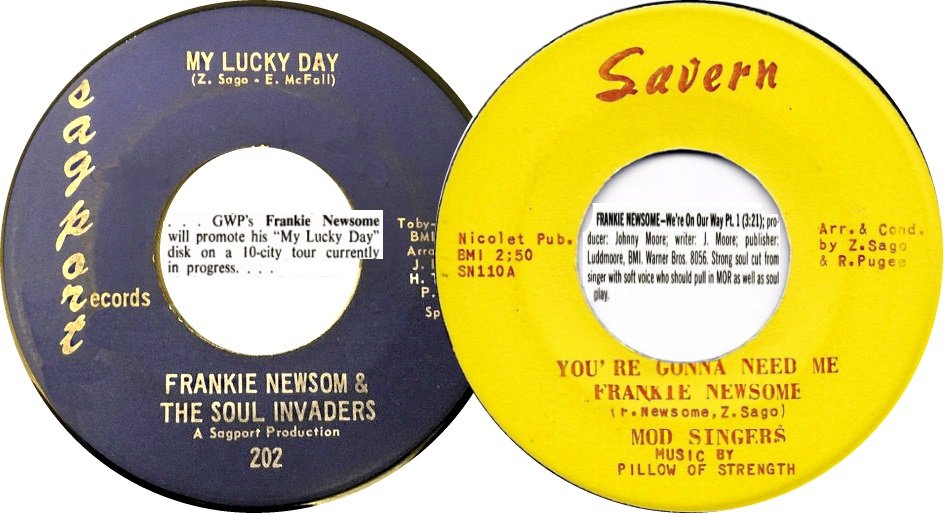 MY LUCKY DAY
(Z. Sago - E. McFall)
sagport
ecords
. . . GWP's Frankie Newsome
will promote his "My Lucky Day"
disk on a 10-city tour currently
in progress. . . .
Toby-
BMI
Arra
J.
H. T
P.
Sp
FRANKIE NEWSOM &
THE SOUL INVADERS
A Sagport Production
202
Savern
Nicolet Pub.
BMI 2;50
SN110A
FRANKIE NEWSOME—We're On Our Way Pt. 1 (3:21); pro-
ducer: Johnny Moore; writer: J. Moore; publisher:
Luddmoore, BMI. Warner Bros. 8056. Strong soul cut from
singer with soft voice who should pull in MOR as well as soul
play.
Arr. & Cond.
by Z.Sago
& R.Pugee
YOU'RE GONNA NEED ME
FRANKIE NEWSOME
(F.Newsome,Z.Sago)
MOD SINGERS
MUSIC BY
PILLOW OF STRENGTH